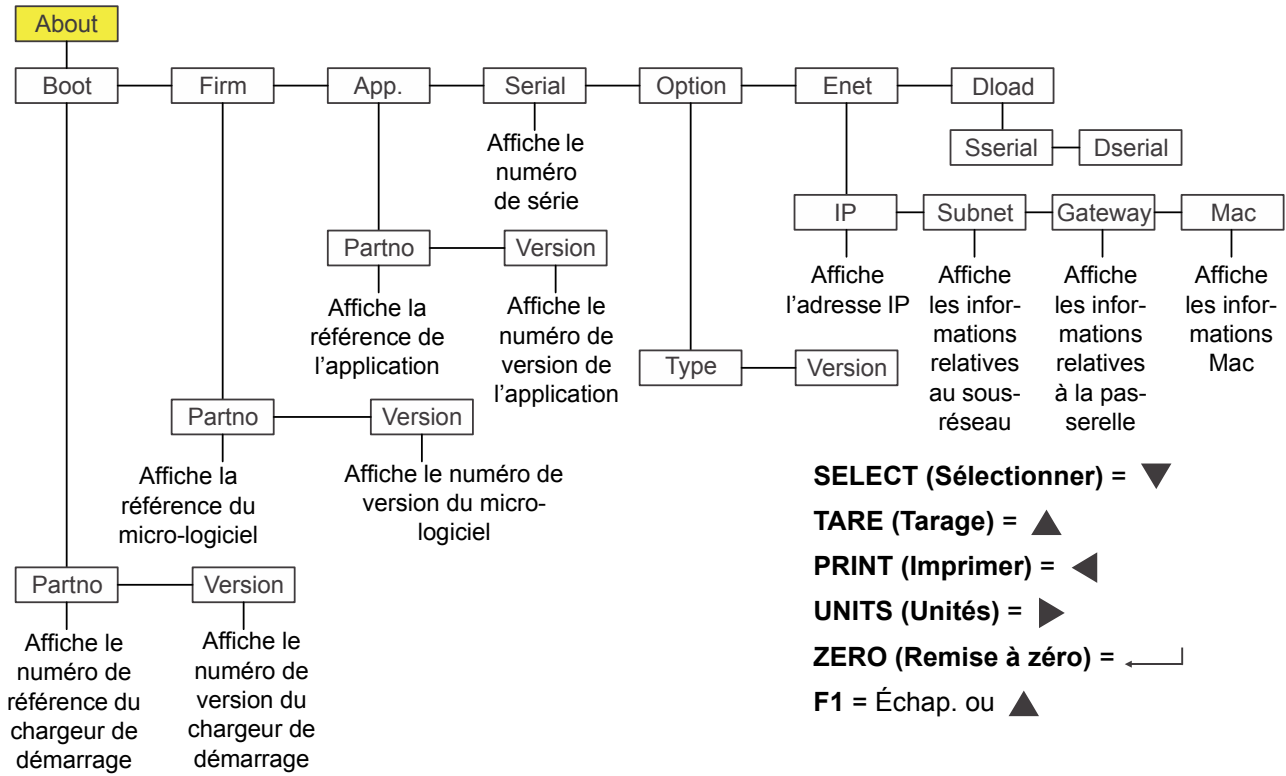 About
Boot
Firm
App.
Serial
Option
Enet
Dload
Affiche le
numéro
de série
Sserial
Dserial
IP
Subnet
Gateway
Mac
Partno
Version
Affiche
l'adresse IP
Affiche
les infor-
mations
relatives
au sous-
réseau
Affiche
les infor-
mations
relatives
à la pas-
serelle
Affiche
les infor-
mations
Mac
Affiche la
référence de
l'application
Affiche le
numéro de
version de
l'application
Type
Version
Partno
Version
Affiche la
référence du
micro-logiciel
Affiche le numéro de
version du micro-
logiciel
Partno
Version
Affiche le
numéro de
référence du
chargeur de
démarrage
Affiche le
numéro de
version du
chargeur de
démarrage
SELECT (Sélectionner) = ▼
TARE (Tarage) = ▲
PRINT (Imprimer) = ◀
UNITS (Unités) = ▶
ZERO (Remise à zéro) = ↵
F1 = Échap. ou ▲